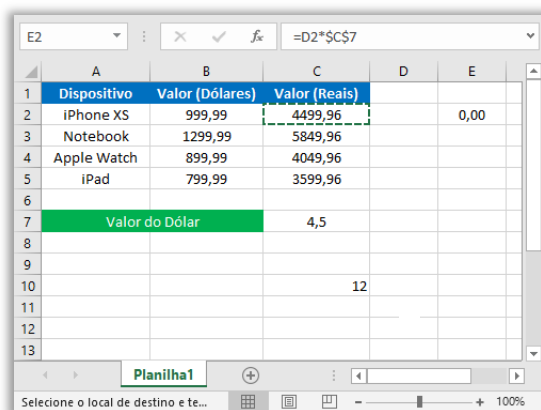 E2 fx =D2*$C$7
A B C D E
1 Dispositivo Valor (Dólares) Valor (Reais)
2 iPhone XS 999,99 4499,96 0,00
3 Notebook 1299,99 5849,96
4 Apple Watch 899,99 4049,96
5 iPad 799,99 3599,96
6
7 Valor do Dólar 4,5
8
9
10 12
11
12
13
Planilha1
Selecione o local de destino e te... 100%